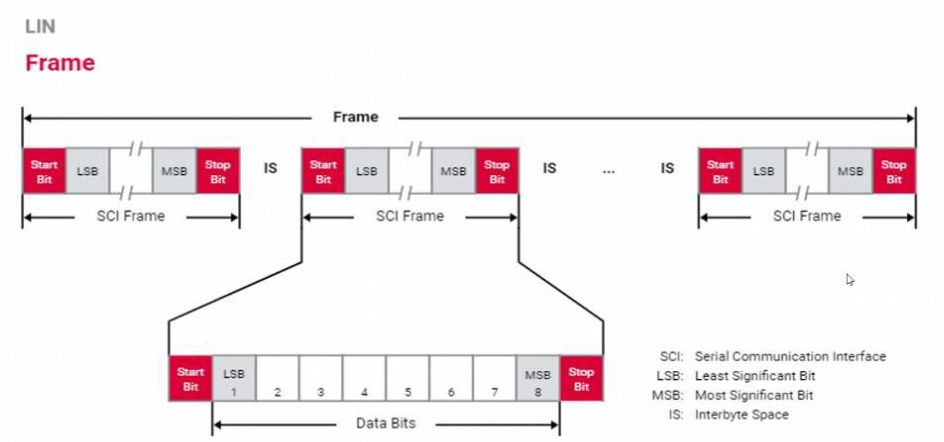 LIN
Frame
Frame
Start Bit LSB MSB Stop Bit IS Start Bit LSB MSB Stop Bit IS ... IS Start Bit LSB MSB Stop Bit
SCI Frame SCI Frame SCI Frame
Start Bit LSB 1 2 3 4 5 6 7 MSB 8 Stop Bit
Data Bits
SCI: Serial Communication Interface
LSB: Least Significant Bit
MSB: Most Significant Bit
IS: Interbyte Space